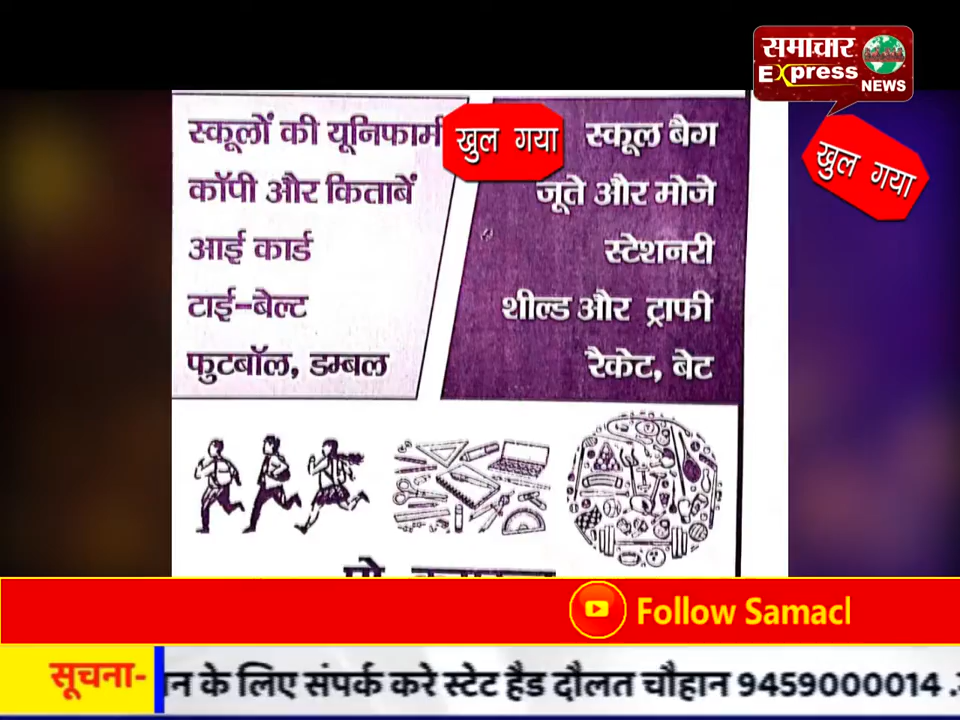 समाचार
Express
NEWS
स्कूलों की यूनिफार्म
खुल गया
स्कूल बैग
खुल गया
कॉपी और किताबें
जूते और मोजे
आई कार्ड
स्टेशनरी
टाई-बेल्ट
शील्ड और ट्राफी
फुटबॉल, डम्बल
रैकेट, बेट
Follow Samacl
सूचना-
न के लिए संपर्क करे स्टेट हैड दौलत चौहान 9459000014